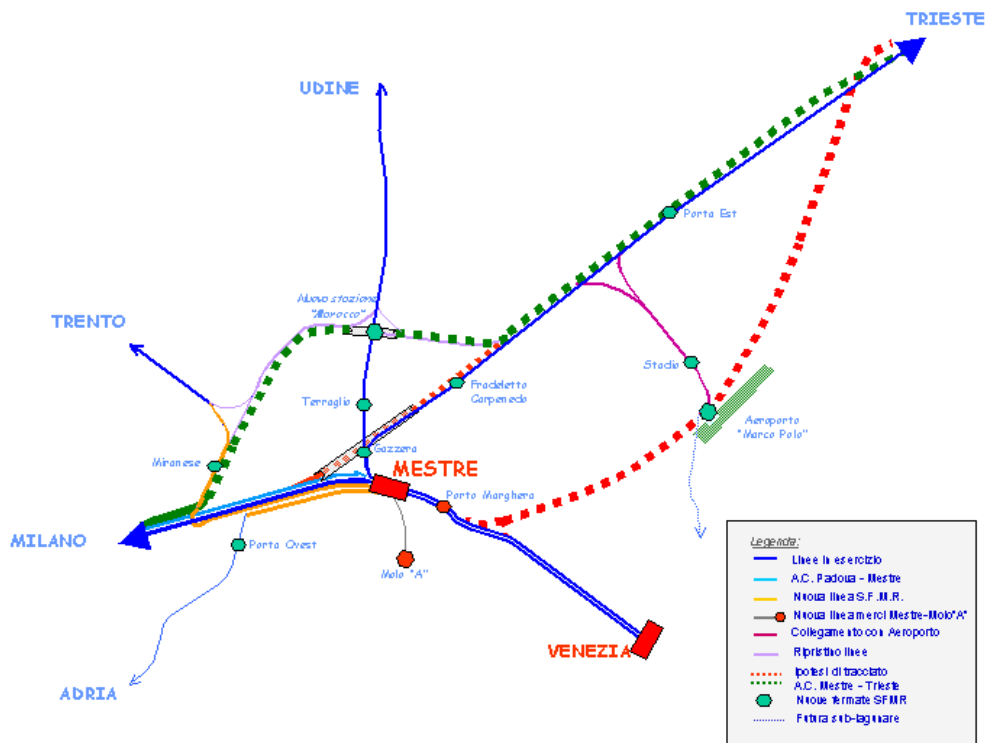 TRIESTE
UDINE
Porta Est
Nuova stazione
"Marocco"
TRENTO
Stadio
Fradeletto
Carpenedo
Terraglio
Aeroporto
"Marco Polo"
Gazzera
Miranese
MESTRE
Porto Marghera
MILANO
Porta Ovest
Molo "A"
VENEZIA
ADRIA
Legenda:
Linee in esercizio
A.C. Padoua - Mestre
Nuova linea S.F.M.R.
Nuova linea merci Mestre-Molo"A"
Collegamento con Aeroporto
Ripristino linee
Ipotesi di tracciato
A.C. Mestre - Trieste
Nuove fermate SFMR
Futura sub-lagunare